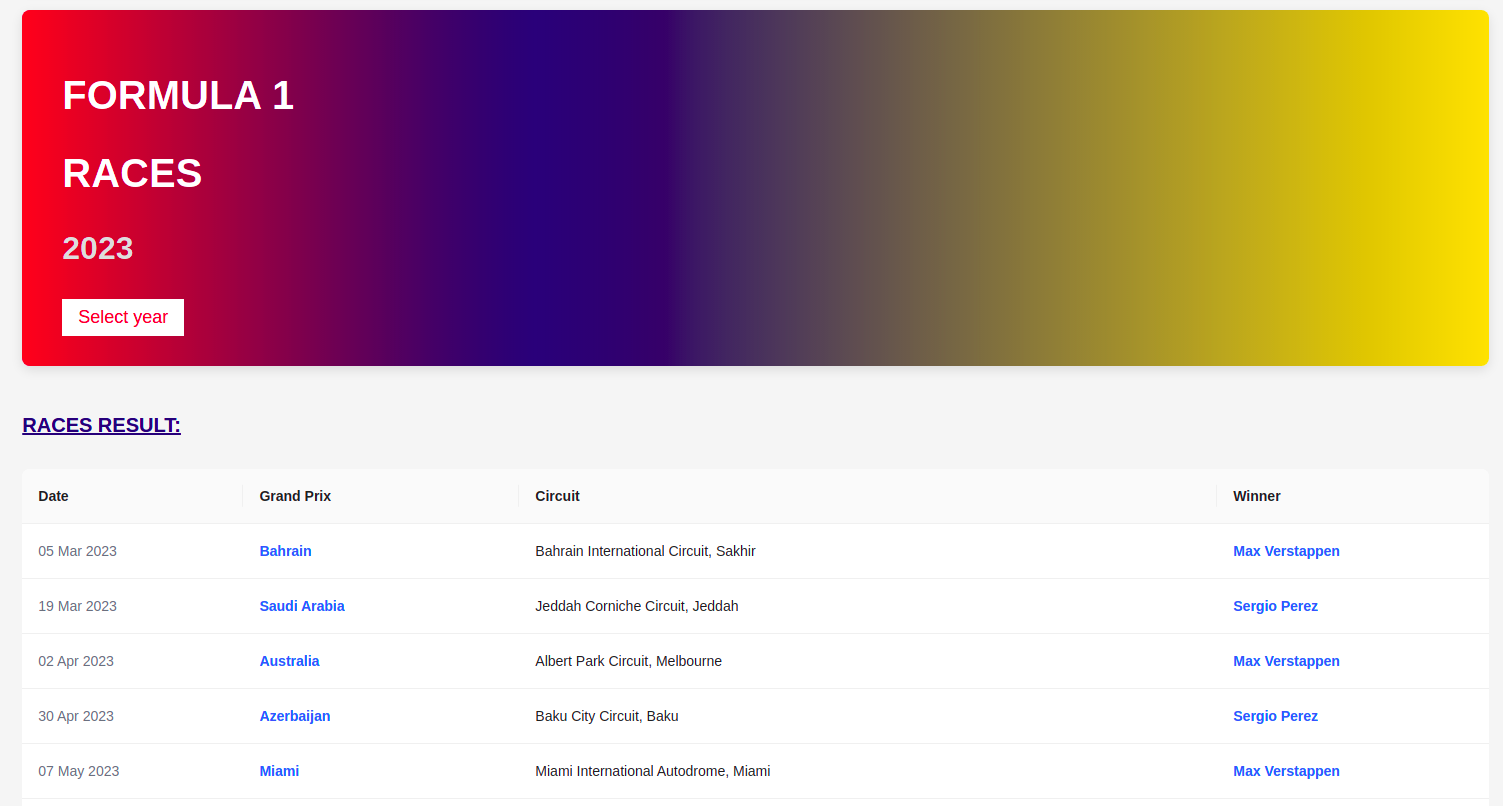 FORMULA 1
RACES
2023
Select year
RACES RESULT:
Date Grand Prix Circuit Winner
05 Mar 2023 Bahrain Bahrain International Circuit, Sakhir Max Verstappen
19 Mar 2023 Saudi Arabia Jeddah Corniche Circuit, Jeddah Sergio Perez
02 Apr 2023 Australia Albert Park Circuit, Melbourne Max Verstappen
30 Apr 2023 Azerbaijan Baku City Circuit, Baku Sergio Perez
07 May 2023 Miami Miami International Autodrome, Miami Max Verstappen